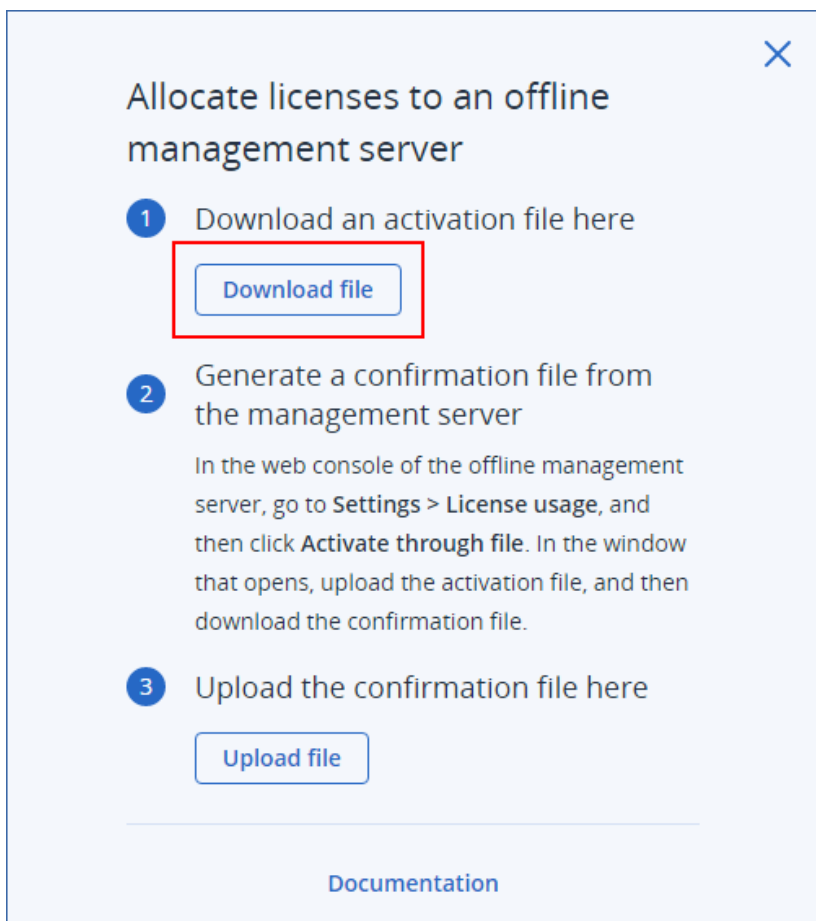 Allocate licenses to an offline
management server
1 Download an activation file here
Download file
2 Generate a confirmation file from
the management server
In the web console of the offline management
server, go to Settings > License usage, and
then click Activate through file. In the window
that opens, upload the activation file, and then
download the confirmation file.
3 Upload the confirmation file here
Upload file
Documentation